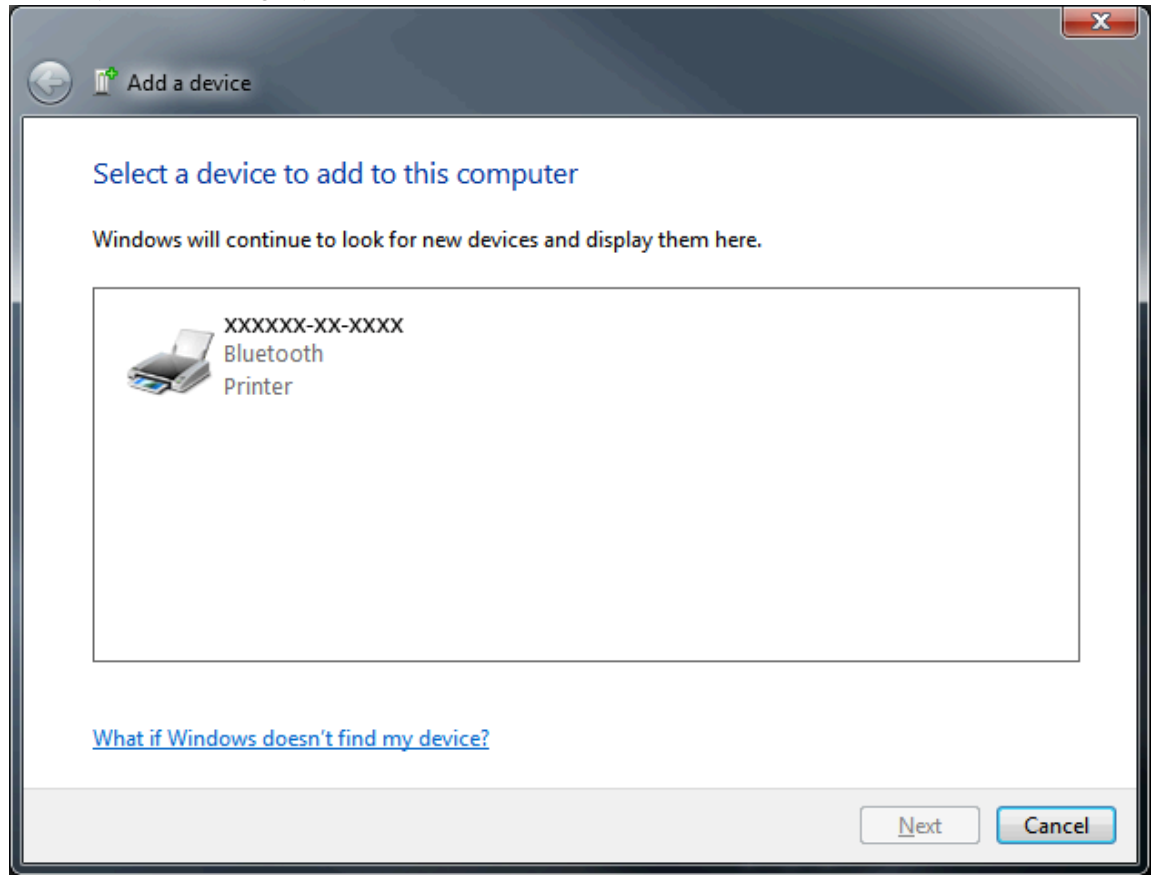 Add a device
Select a device to add to this computer
Windows will continue to look for new devices and display them here.
XXXXXX-XX-XXXX
Bluetooth
Printer
What if Windows doesn't find my device?
Next
Cancel